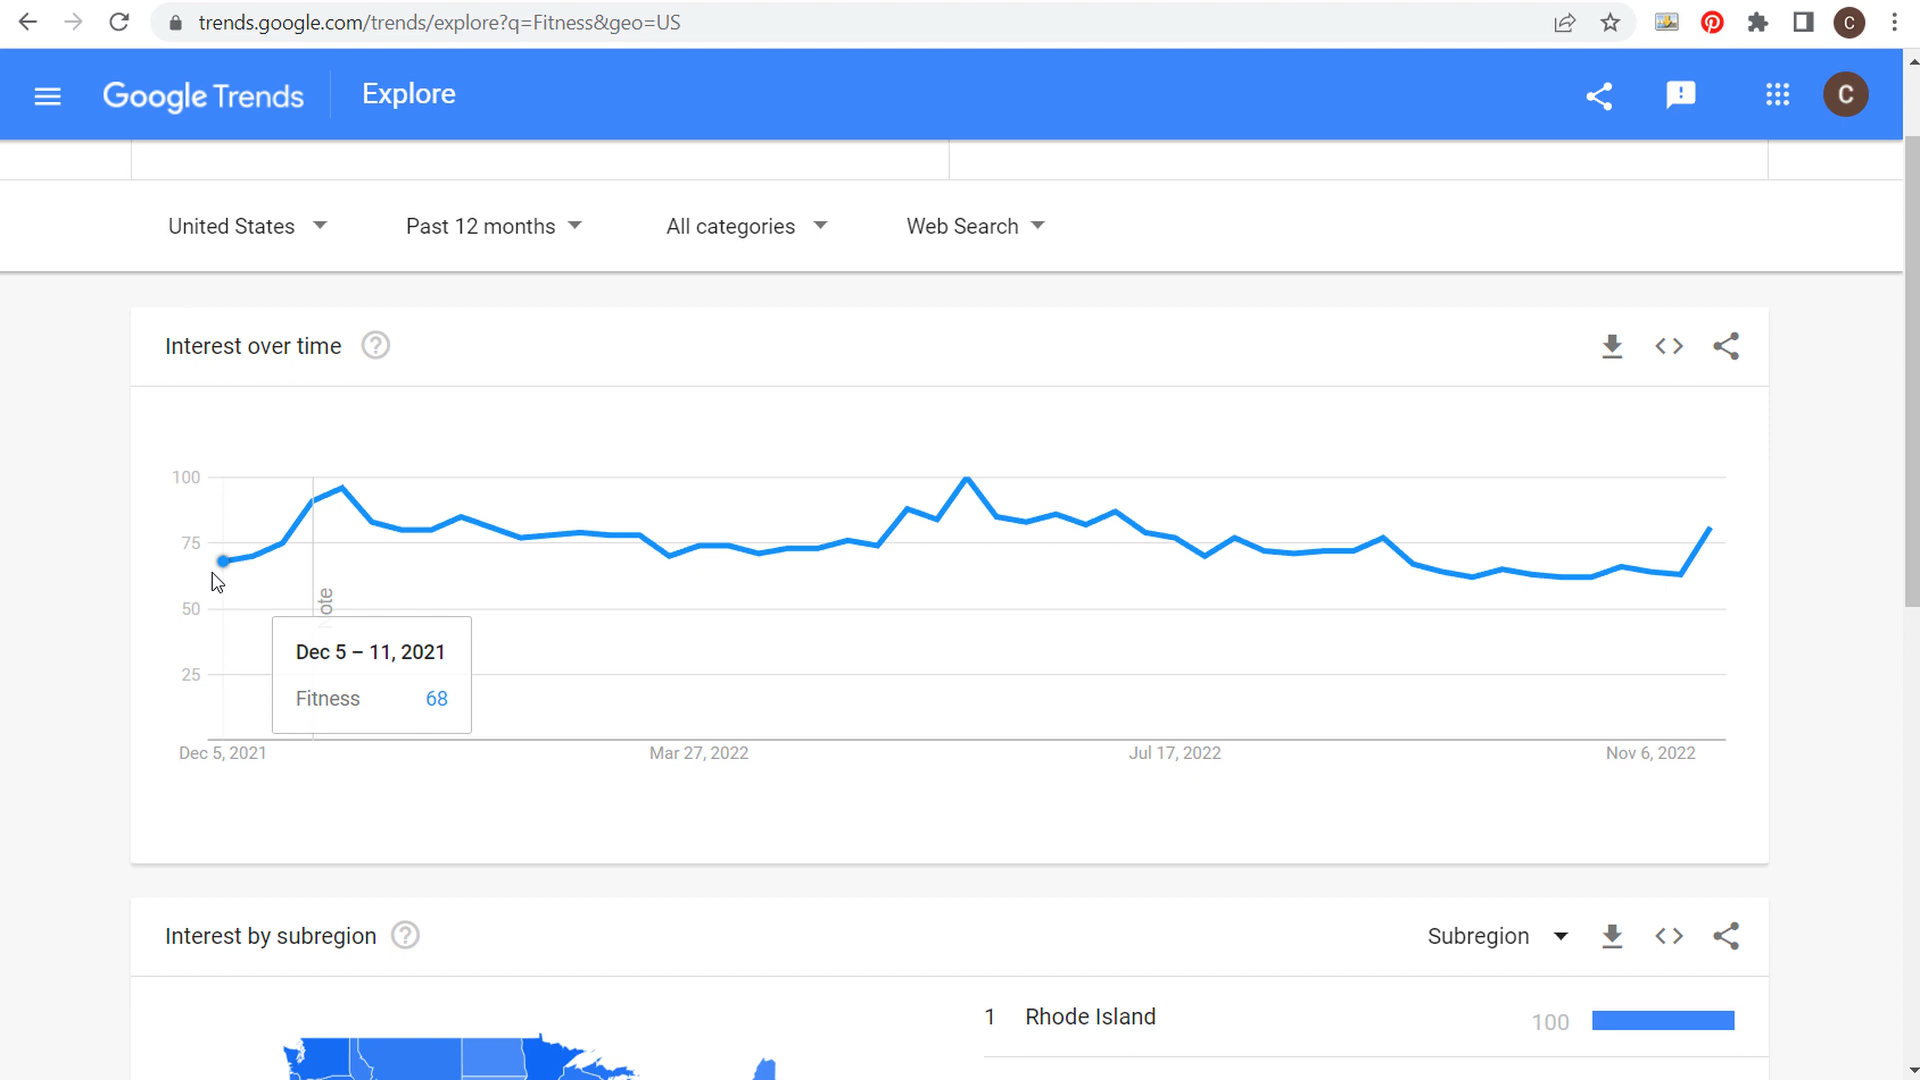 trends.google.com/trends/explore?q=Fitness&geo=US
C
Google Trends
Explore
C
United States
Past 12 months
All categories
Web Search
Interest over time
?
100
75
50
25
Note
Dec 5 – 11, 2021
Fitness 68
Dec 5, 2021
Mar 27, 2022
Jul 17, 2022
Nov 6, 2022
Interest by subregion
?
Subregion
1 Rhode Island 100